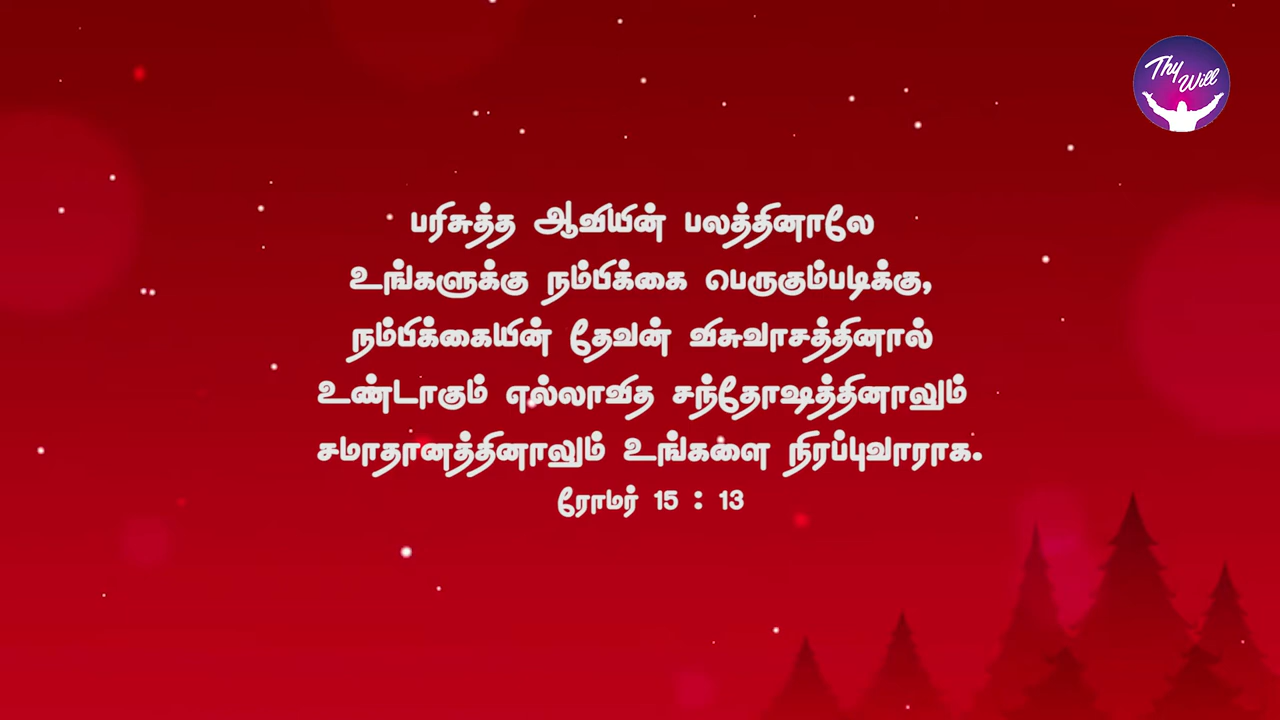 Thy
Will
பரிசுத்த ஆவியின் பலத்தினாலே
உங்களுக்கு நம்பிக்கை பெருகும்படிக்கு,
நம்பிக்கையின் தேவன் விசுவாசத்தினால்
உண்டாகும் எல்லாவித சந்தோஷத்தினாலும்
சமாதானத்தினாலும் உங்களை நிரப்புவாராக.
ரோமர் 15 : 13